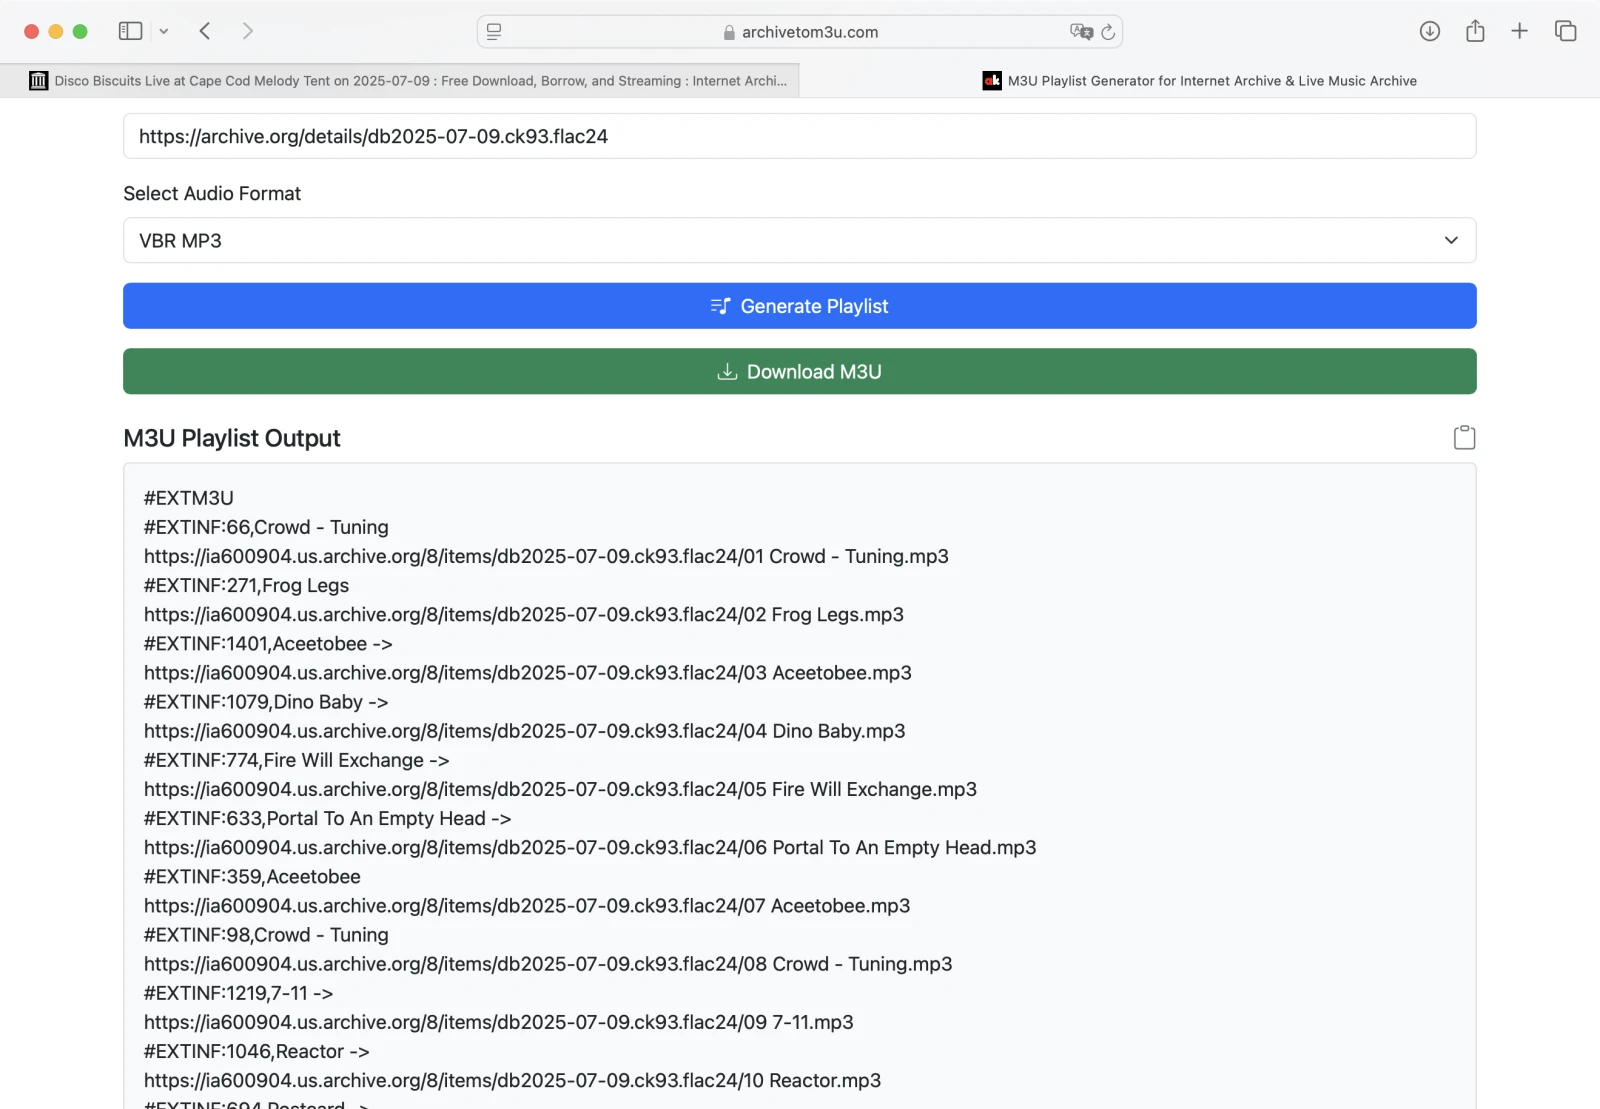 archivetom3u.com
Disco Biscuits Live at Cape Cod Melody Tent on 2025-07-09 : Free Download, Borrow, and Streaming : Internet Archi...
ak
M3U Playlist Generator for Internet Archive & Live Music Archive
https://archive.org/details/db2025-07-09.ck93.flac24
Select Audio Format
VBR MP3
Generate Playlist
Download M3U
M3U Playlist Output
#EXTM3U
#EXTINF:66,Crowd - Tuning
https://ia600904.us.archive.org/8/items/db2025-07-09.ck93.flac24/01 Crowd - Tuning.mp3
#EXTINF:271,Frog Legs
https://ia600904.us.archive.org/8/items/db2025-07-09.ck93.flac24/02 Frog Legs.mp3
#EXTINF:1401,Aceetobee ->
https://ia600904.us.archive.org/8/items/db2025-07-09.ck93.flac24/03 Aceetobee.mp3
#EXTINF:1079,Dino Baby ->
https://ia600904.us.archive.org/8/items/db2025-07-09.ck93.flac24/04 Dino Baby.mp3
#EXTINF:774,Fire Will Exchange ->
https://ia600904.us.archive.org/8/items/db2025-07-09.ck93.flac24/05 Fire Will Exchange.mp3
#EXTINF:633,Portal To An Empty Head ->
https://ia600904.us.archive.org/8/items/db2025-07-09.ck93.flac24/06 Portal To An Empty Head.mp3
#EXTINF:359,Aceetobee
https://ia600904.us.archive.org/8/items/db2025-07-09.ck93.flac24/07 Aceetobee.mp3
#EXTINF:98,Crowd - Tuning
https://ia600904.us.archive.org/8/items/db2025-07-09.ck93.flac24/08 Crowd - Tuning.mp3
#EXTINF:1219,7-11 ->
https://ia600904.us.archive.org/8/items/db2025-07-09.ck93.flac24/09 7-11.mp3
#EXTINF:1046,Reactor ->
https://ia600904.us.archive.org/8/items/db2025-07-09.ck93.flac24/10 Reactor.mp3
#EXTINF:694,Postcard ->